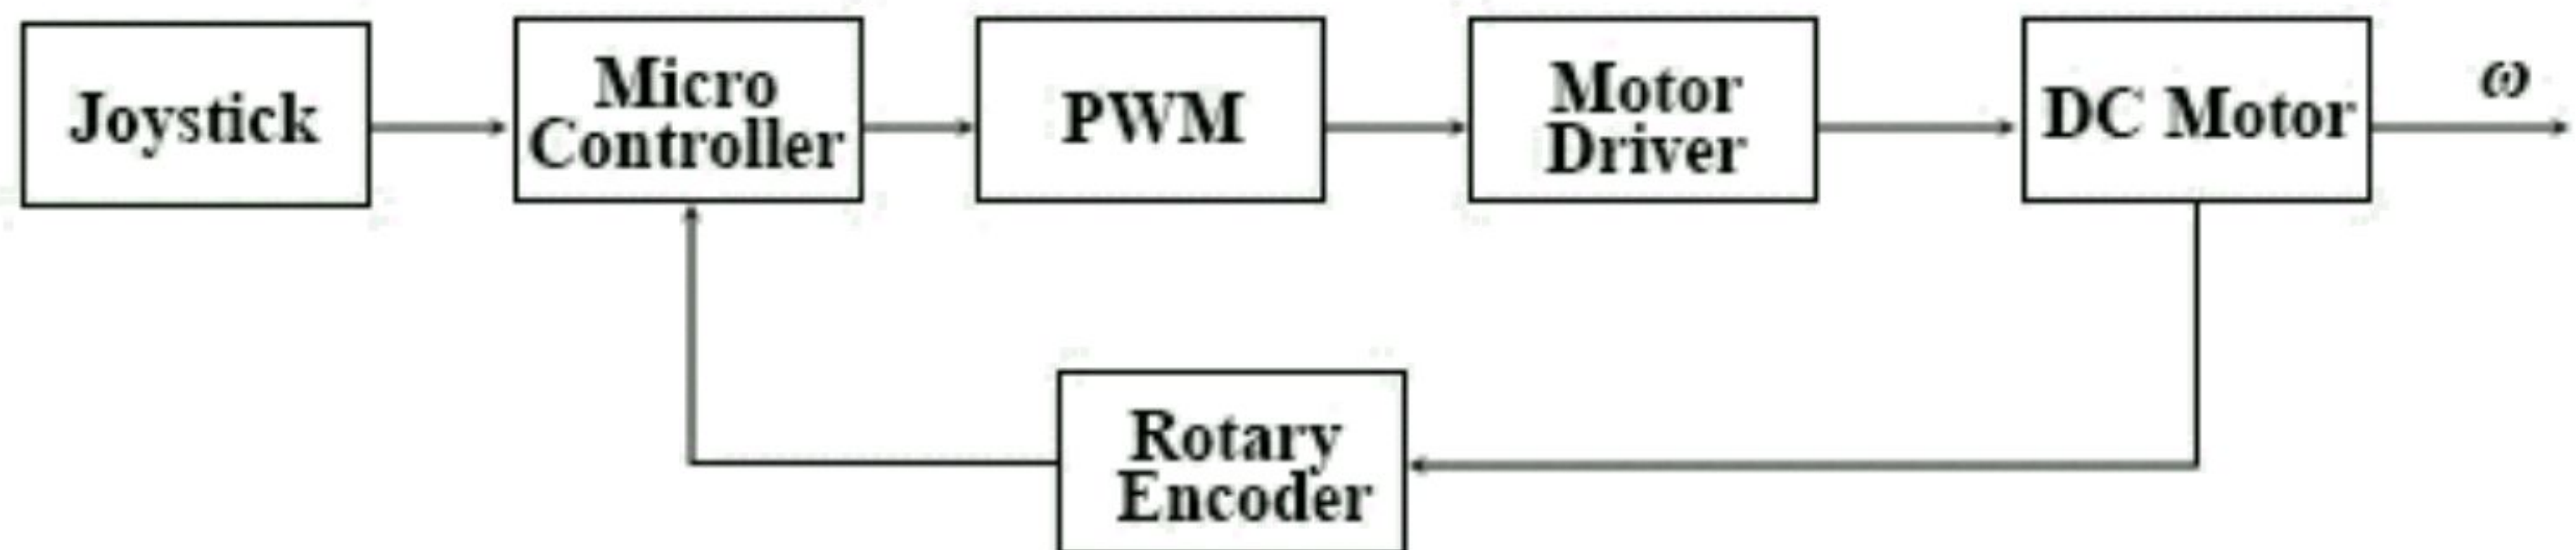 Joystick
Micro
Controller
PWM
Motor
Driver
DC Motor
ω
Rotary
Encoder